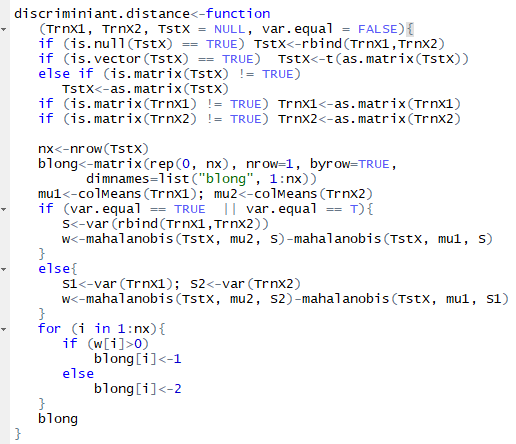 discriminiant.distance<-function
   (TrnX1, TrnX2, TstX = NULL, var.equal = FALSE){
   if (is.null(TstX) == TRUE) TstX<-rbind(TrnX1,TrnX2)
   if (is.vector(TstX) == TRUE)  TstX<-t(as.matrix(TstX))
   else if (is.matrix(TstX) != TRUE)
      TstX<-as.matrix(TstX)
   if (is.matrix(TrnX1) != TRUE) TrnX1<-as.matrix(TrnX1)
   if (is.matrix(TrnX2) != TRUE) TrnX2<-as.matrix(TrnX2)

   nx<-nrow(TstX)
   blong<-matrix(rep(0, nx), nrow=1, byrow=TRUE,
         dimnames=list("blong", 1:nx))
   mu1<-colMeans(TrnX1); mu2<-colMeans(TrnX2)
   if (var.equal == TRUE  || var.equal == T){
      S<-var(rbind(TrnX1,TrnX2))
      w<-mahalanobis(TstX, mu2, S)-mahalanobis(TstX, mu1, S)
   }
   else{
      S1<-var(TrnX1); S2<-var(TrnX2)
      w<-mahalanobis(TstX, mu2, S2)-mahalanobis(TstX, mu1, S1)
   }
   for (i in 1:nx){
      if (w[i]>0)
          blong[i]<-1
      else
          blong[i]<-2
   }
   blong
}